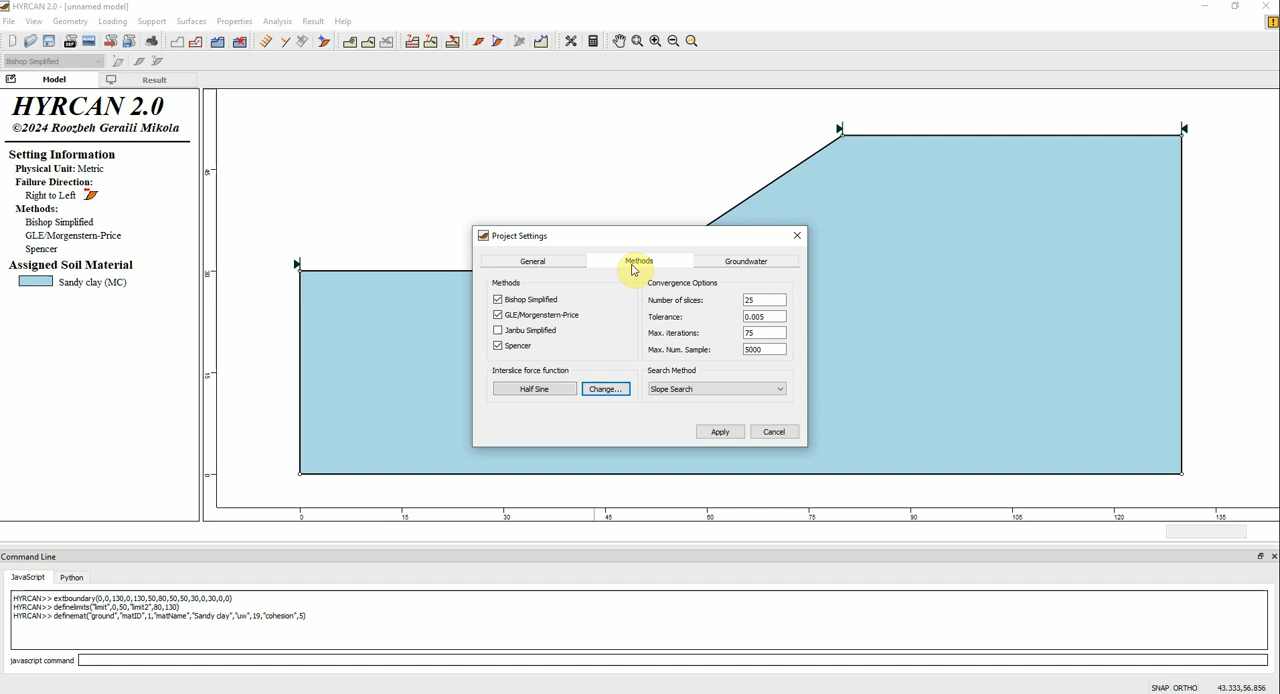 HYRCAN 2.0 - [unnamed model]
File View Geometry Loading Support Surfaces Properties Analysis Result Help
Bishop Simplified
Model Result
HYRCAN 2.0
©2024 Roozbeh Geraili Mikola
Setting Information
Physical Unit: Metric
Failure Direction:
Right to Left
Methods:
Bishop Simplified
GLE/Morgenstern-Price
Spencer
Assigned Soil Material
Sandy clay (MC)
45
30
15
0
0 15 30 45 60 75 90 105 120 135
Project Settings
General Methods Groundwater
Methods
Bishop Simplified
GLE/Morgenstern-Price
Janbu Simplified
Spencer
Convergence Options
Number of slices: 25
Tolerance: 0.005
Max. iterations: 75
Max. Num. Sample: 5000
Interslice force function
Half Sine Change...
Search Method
Slope Search
Apply Cancel
Command Line
JavaScript Python
HYRCAN>> extboundary(0,0,130,0,130,50,80,50,50,30,0,30,0,0)
HYRCAN>> definelimits("limit",0,50,"limit2",80,130)
HYRCAN>> definemat("ground","matID",1,"matName","Sandy clay","uw",19,"cohesion",5)
javascript command
SNAP ORTHO 43.333,56.856